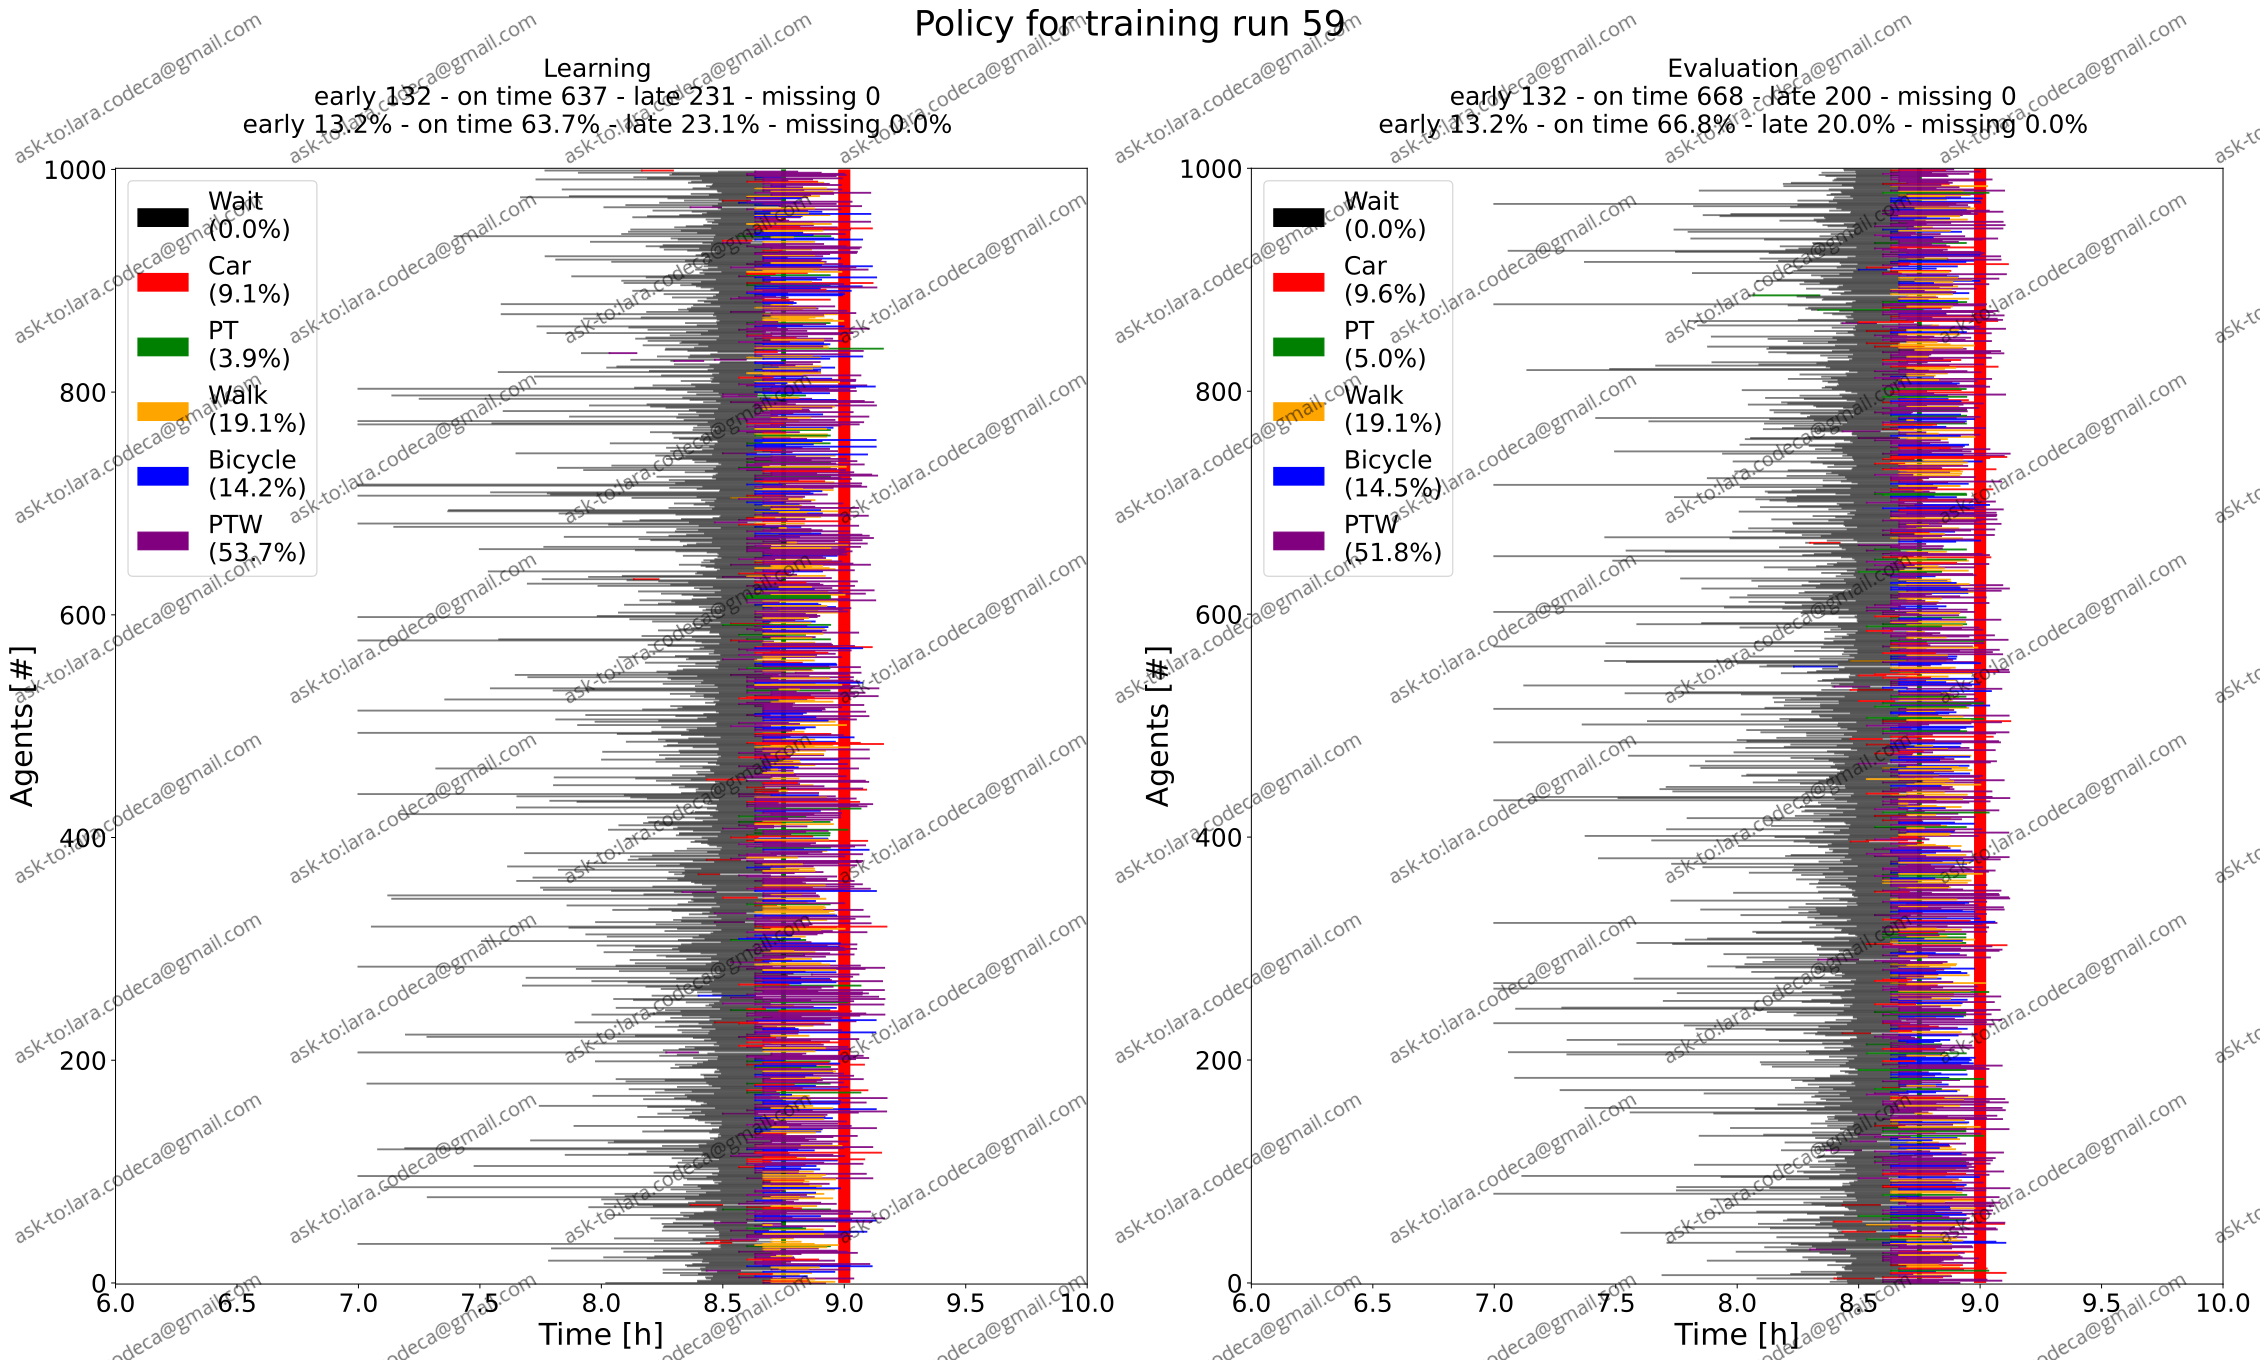 Policy for training run 59
Learning
early 132 - on time 637 - late 231 - missing 0
early 13.2% - on time 63.7% - late 23.1% - missing 0.0%
Agents [#]
1000
800
600
400
200
0
Wait
(0.0%)
Car
(9.1%)
PT
(3.9%)
Walk
(19.1%)
Bicycle
(14.2%)
PTW
(53.7%)
6.0 6.5 7.0 7.5 8.0 8.5 9.0 9.5 10.0
Time [h]
Evaluation
early 132 - on time 668 - late 200 - missing 0
early 13.2% - on time 66.8% - late 20.0% - missing 0.0%
Agents [#]
1000
800
600
400
200
0
Wait
(0.0%)
Car
(9.6%)
PT
(5.0%)
Walk
(19.1%)
Bicycle
(14.5%)
PTW
(51.8%)
6.0 6.5 7.0 7.5 8.0 8.5 9.0 9.5 10.0
Time [h]
ask-to:lara.codeca@gmail.com